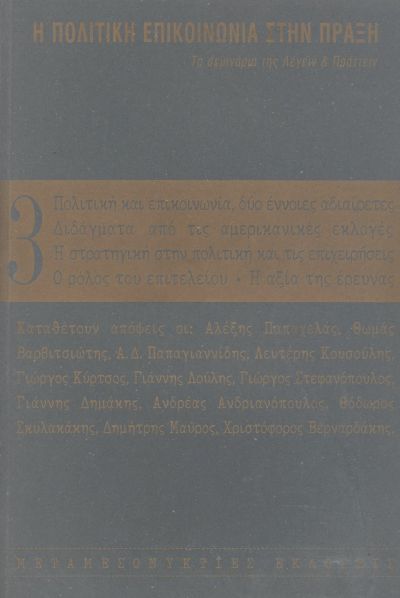 Η ΠΟΛΙΤΙΚΗ ΕΠΙΚΟΙΝΩΝΙΑ ΣΤΗΝ ΠΡΑΞΗ
Τα σεμινάρια της Λέγειν & Πράττειν
3
Πολιτική και επικοινωνία, δύο έννοιες αδιαίρετες
Διδάγματα από τις αμερικανικές εκλογές
Η στρατηγική στην πολιτική και τις επιχειρήσεις
Ο ρόλος του επιτελείου • Η αξία της έρευνας
Καταθέτουν απόψεις οι: Αλέξης Παπαχελάς, Θωμάς
Βαρβιτσιώτης, Α.Δ. Παπαγιαννίδης, Λευτέρης Κουσούλης,
Γιώργος Κύρτσος, Γιάννης Λούλης, Γιώργος Στεφανόπουλος,
Γιάννης Δημάκης, Ανδρέας Ανδριανόπουλος, Θόδωρος
Σκυλακάκης, Δημήτρης Μαύρος, Χριστόφορος Βερναρδάκης.
ΜΕΤΑΜΕΣΟΝΥΚΤΙΕΣ ΕΚΔΟΣΕΙΣ